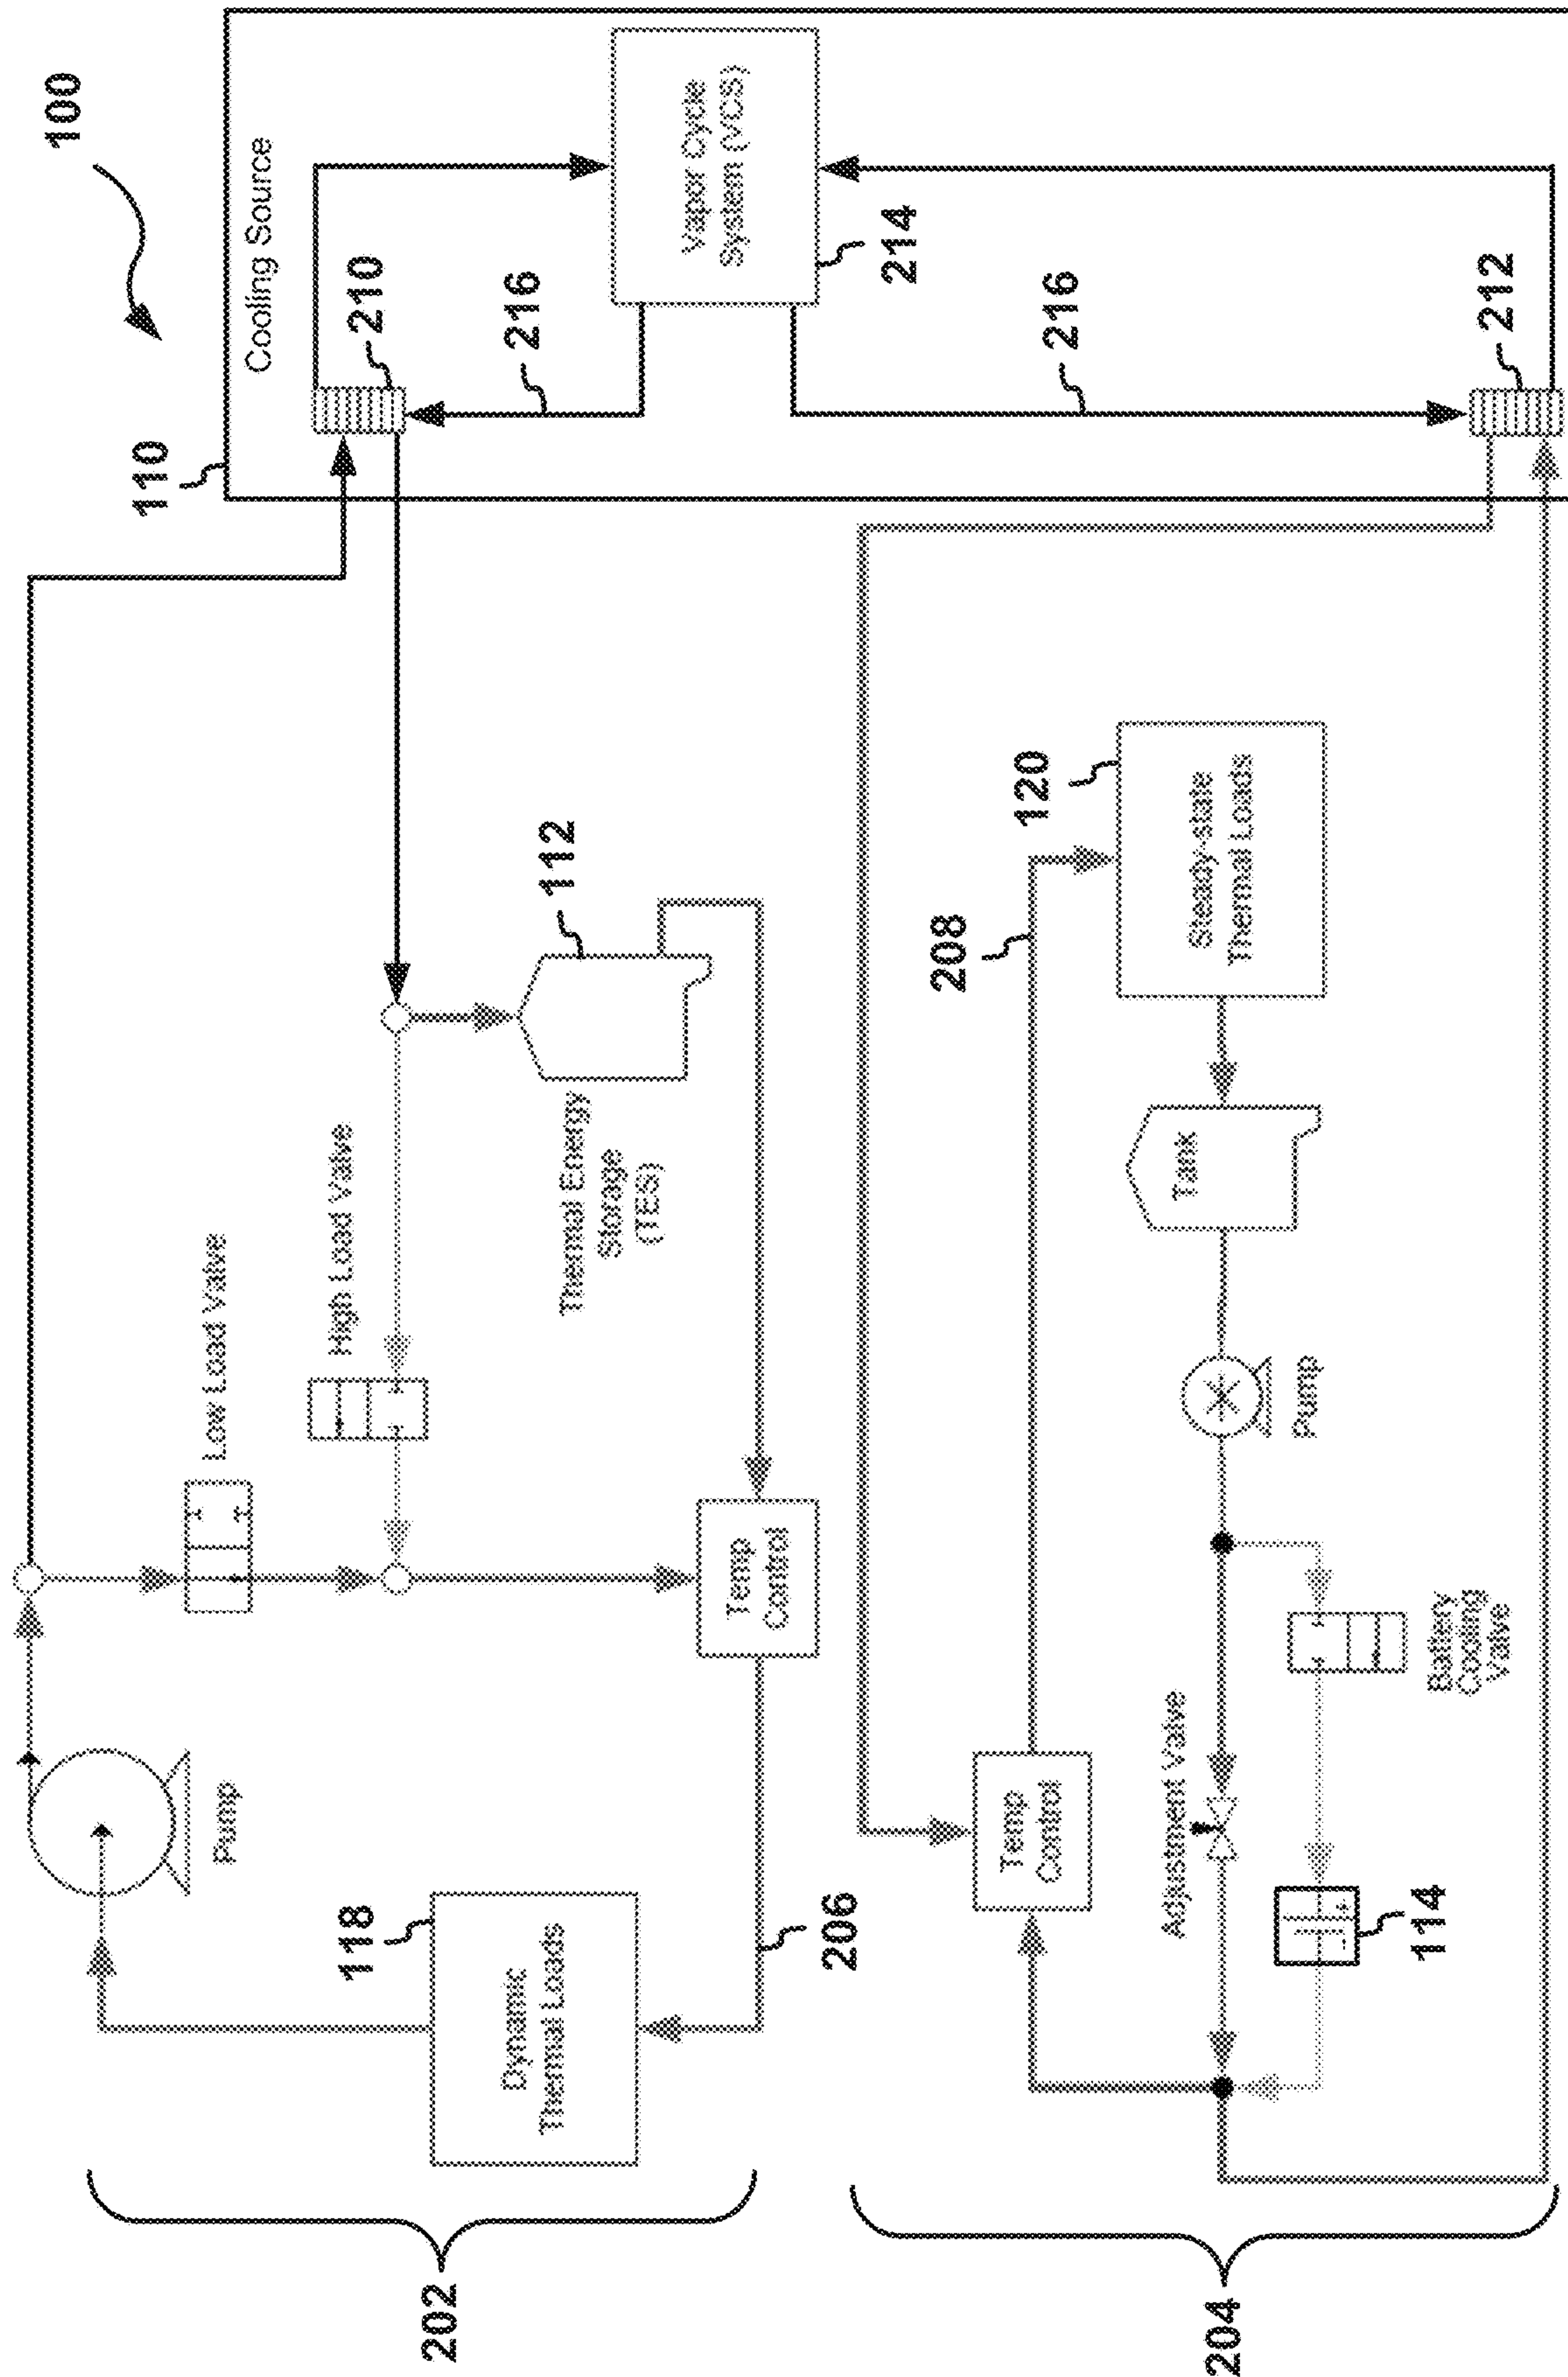 100
110
Cooling Source
210
216
Vapor Cycle
System (VCS)
214
216
212
Low Load Valve
High Load Valve
112
Thermal Energy
Storage
(TES)
Pump
118
Dynamic
Thermal Loads
Temp
Control
206
202
208
120
Steady-state
Thermal Loads
Tank
Pump
Temp
Control
Adjustment Valve
Battery
Cooling
Valve
114
204